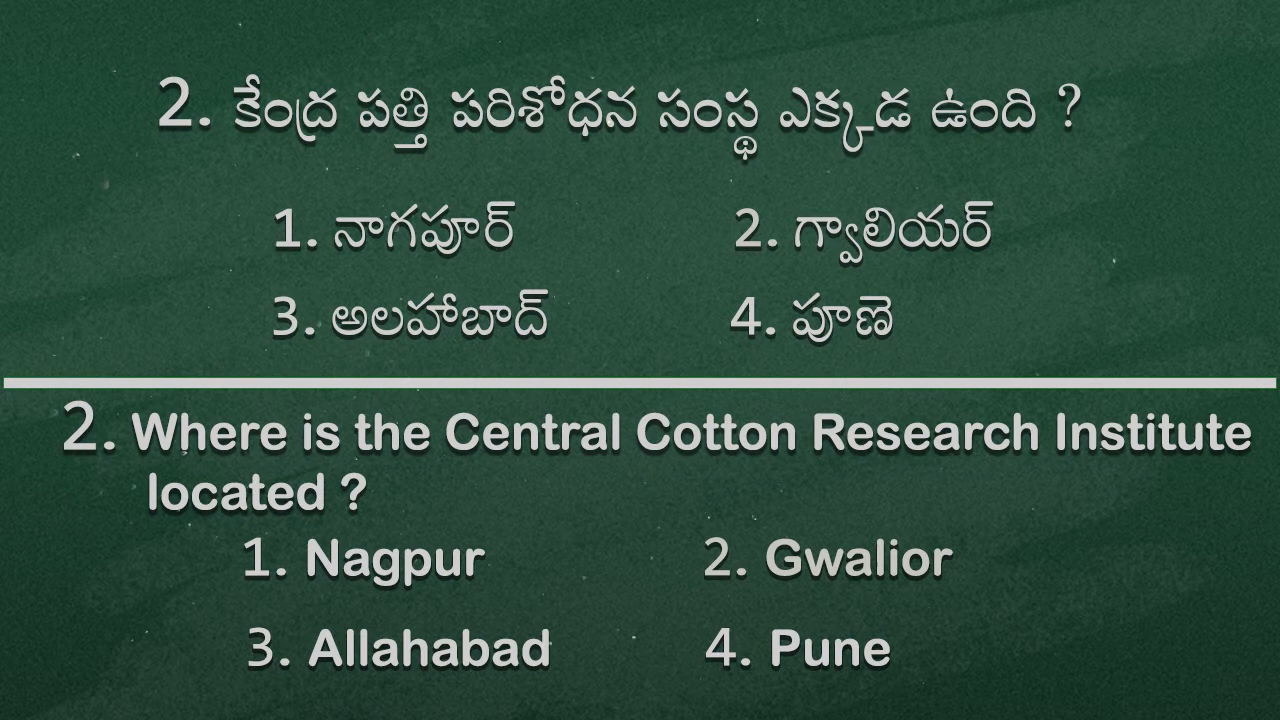 2. కేంద్ర పత్తి పరిశోధన సంస్థ ఎక్కడ ఉంది ?
1. నాగపూర్ 2. గ్వాలియర్
3. అలహాబాద్ 4. పూణె
2. Where is the Central Cotton Research Institute
located ?
1. Nagpur 2. Gwalior
3. Allahabad 4. Pune